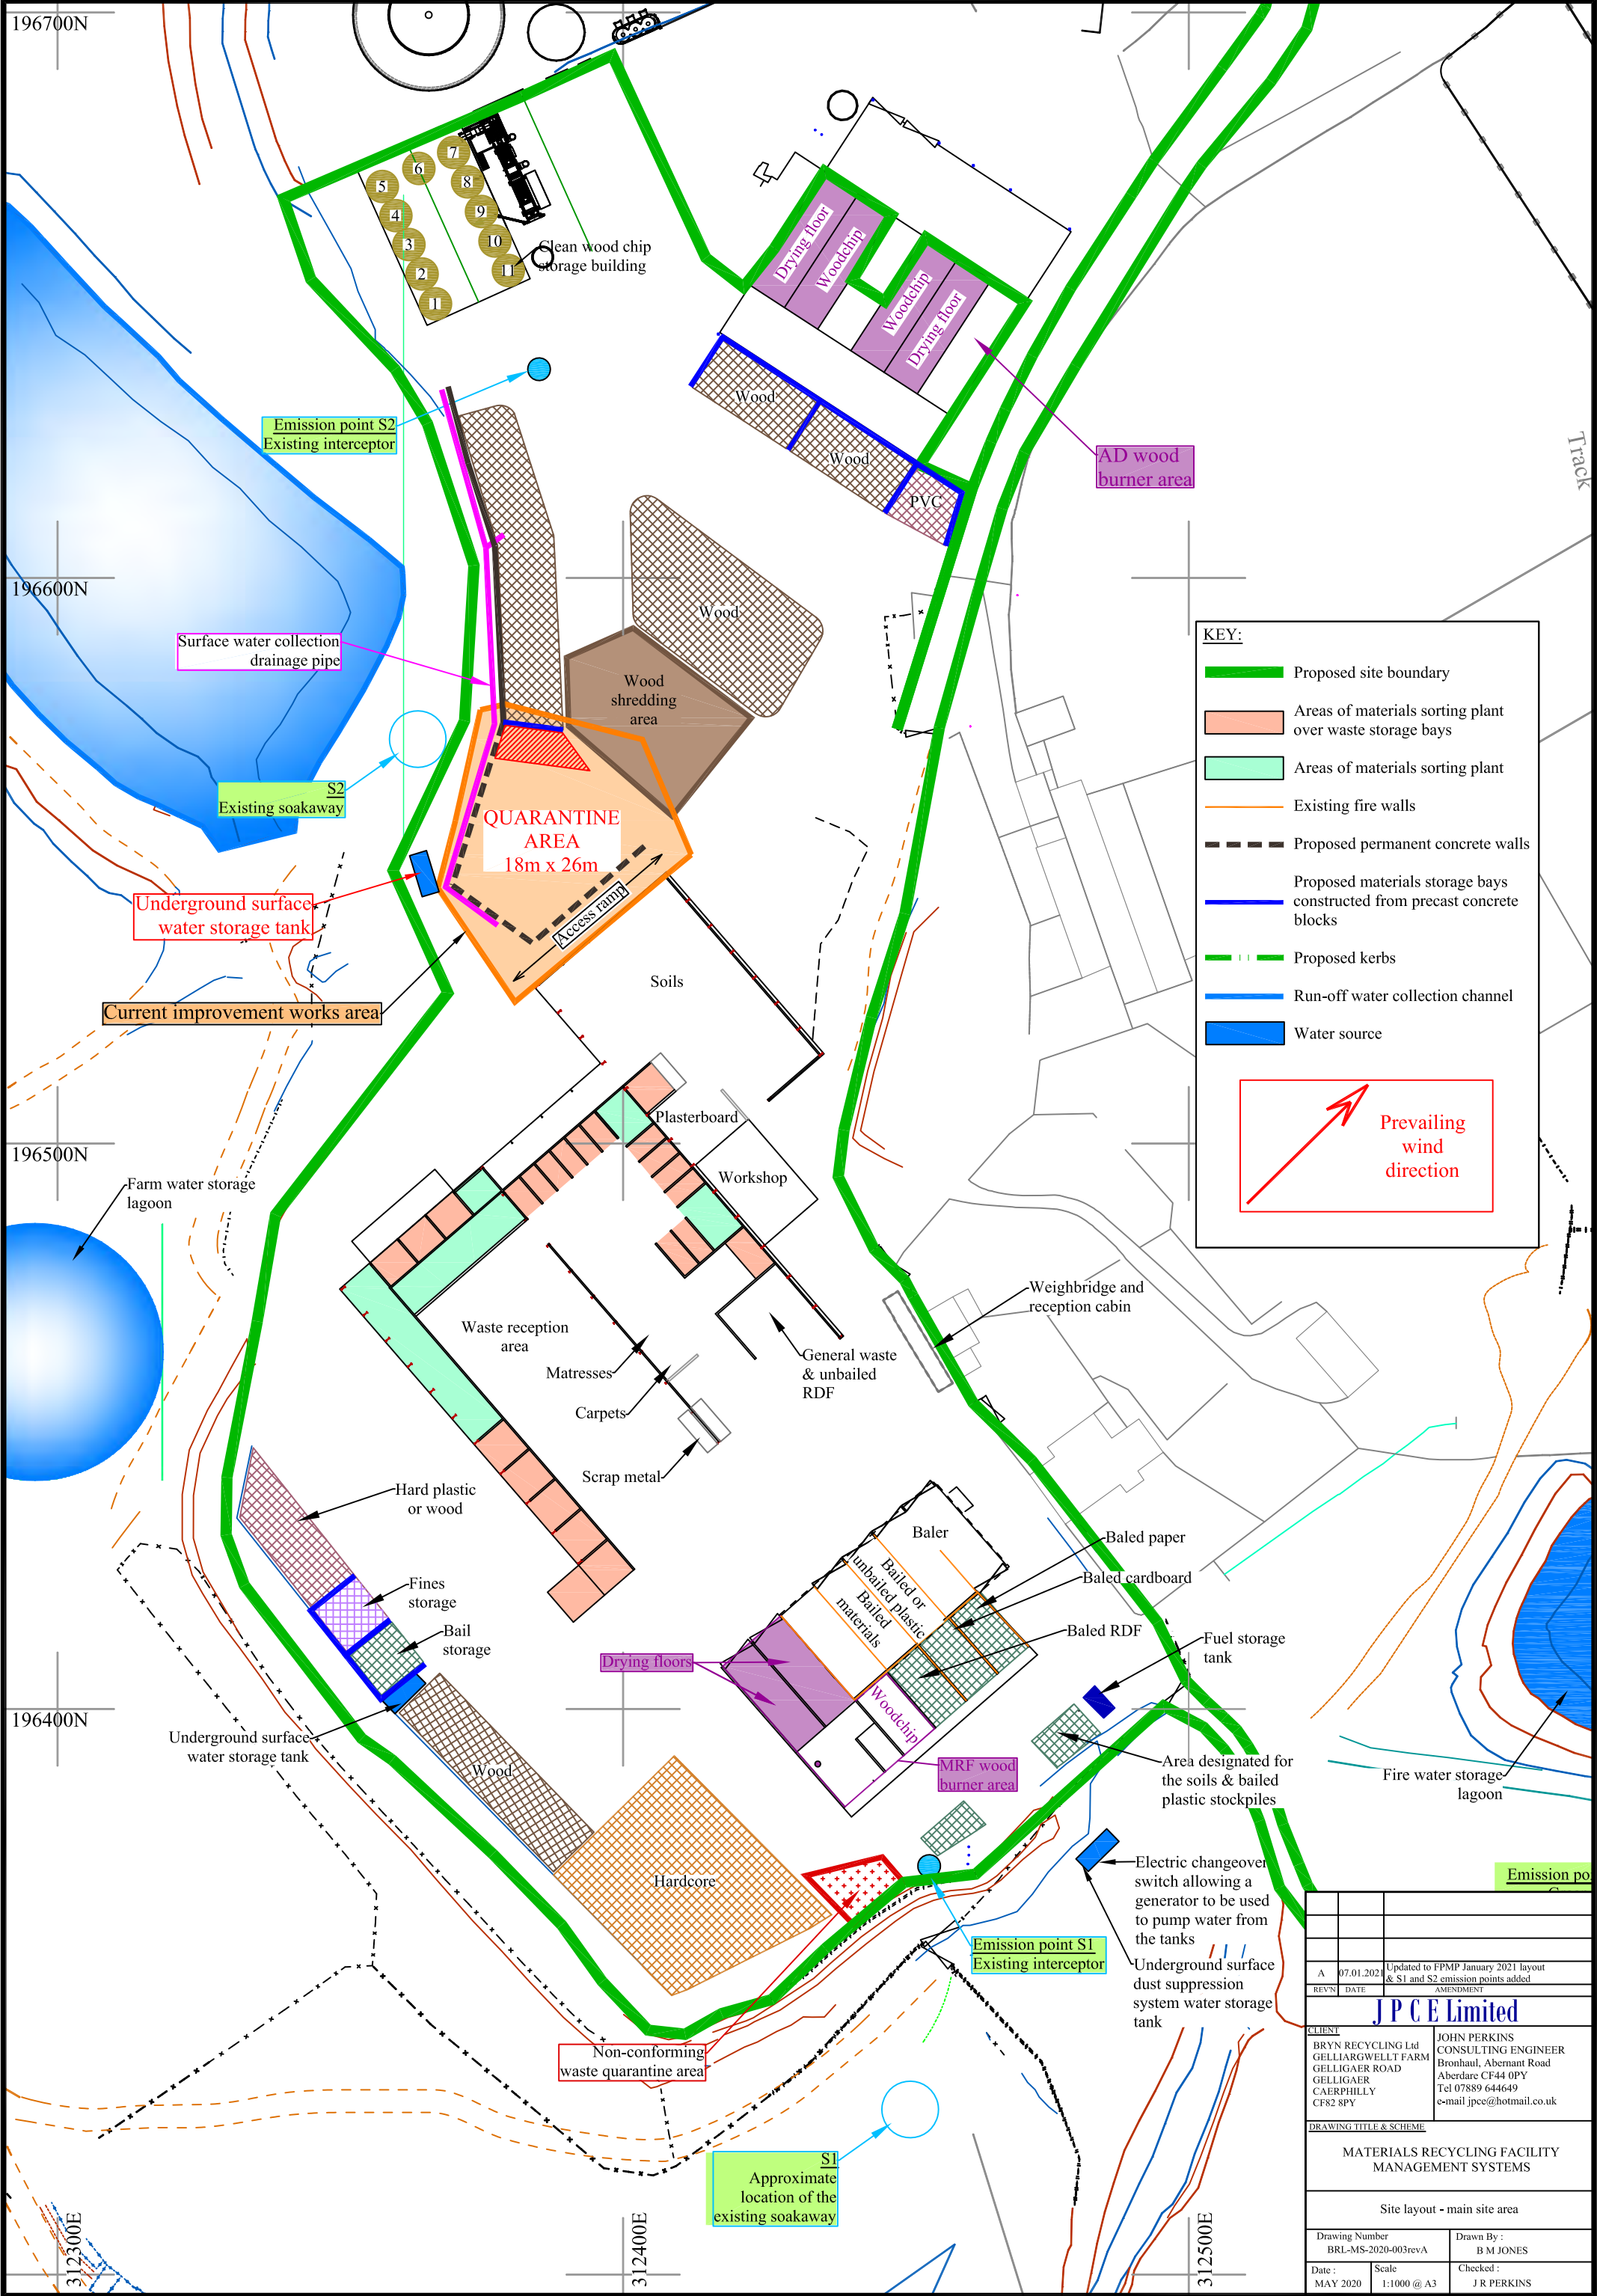 196700N
7
6
5
8
4
9
3
10
2
11
1
Clean wood chip
storage building
Drying floor
Woodchip
Woodchip
Drying floor
Wood
Wood
PVC
AD wood
burner area
Track
Emission point S2
Existing interceptor
196600N
Surface water collection
drainage pipe
Wood
Wood
shredding
area
S2
Existing soakaway
QUARANTINE
AREA
18m x 26m
Access ramp
Underground surface
water storage tank
Current improvement works area
Soils
KEY:
Proposed site boundary
Areas of materials sorting plant
over waste storage bays
Areas of materials sorting plant
Existing fire walls
Proposed permanent concrete walls
Proposed materials storage bays
constructed from precast concrete
blocks
Proposed kerbs
Run-off water collection channel
Water source
Prevailing
wind
direction
196500N
Plasterboard
Workshop
Farm water storage
lagoon
Weighbridge and
reception cabin
Waste reception
area
Matresses
Carpets
Scrap metal
General waste
& unbailed
RDF
Hard plastic
or wood
Fines
storage
Bail
storage
Baler
Bailed or
unbailed plastic
Bailed
materials
Baled paper
Baled cardboard
Baled RDF
Fuel storage
tank
Drying floors
Woodchip
196400N
Underground surface
water storage tank
Wood
MRF wood
burner area
Area designated for
the soils & bailed
plastic stockpiles
Fire water storage
lagoon
Hardcore
Electric changeover
switch allowing a
generator to be used
to pump water from
the tanks
Underground surface
dust suppression
system water storage
tank
Emission point S1
Existing interceptor
Non-conforming
waste quarantine area
S1
Approximate
location of the
existing soakaway
312300E
312400E
312500E
Emission po
A 07.01.2021 Updated to FPMP January 2021 layout
& S1 and S2 emission points added
REV'N DATE AMENDMENT
J P C E Limited
CLIENT
BRYN RECYCLING Ltd
GELLIARGWELLT FARM
GELLIGAER ROAD
GELLIGAER
CAERPHILLY
CF82 8PY
JOHN PERKINS
CONSULTING ENGINEER
Bronhaul, Abernant Road
Aberdare CF44 0PY
Tel 07889 644649
e-mail jpce@hotmail.co.uk
DRAWING TITLE & SCHEME
MATERIALS RECYCLING FACILITY
MANAGEMENT SYSTEMS
Site layout - main site area
Drawing Number
BRL-MS-2020-003revA
Drawn By :
B M JONES
Date :
MAY 2020
Scale
1:1000 @ A3
Checked :
J R PERKINS